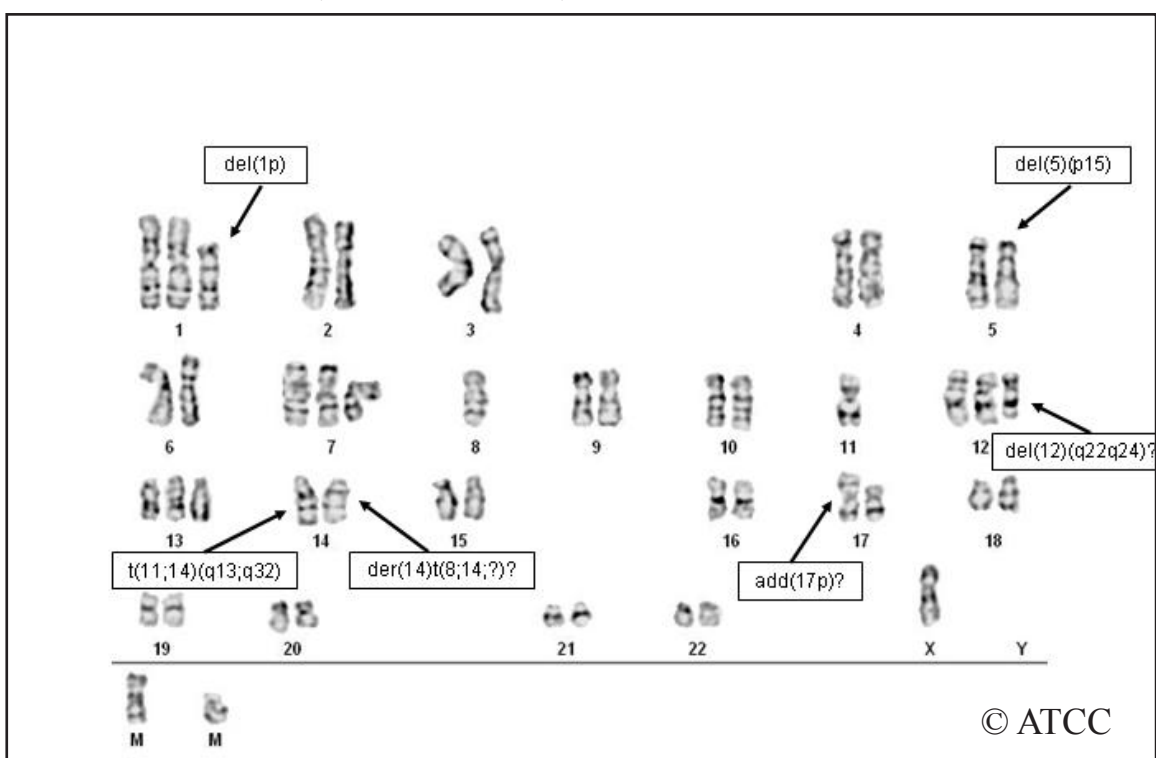 del(1p)
del(5)(p15)
1 2 3 4 5
6 7 8 9 10 11 12
del(12)(q22q24)?
13 14 15 16 17 18
t(11;14)(q13;q32)
der(14)t(8;14;?)?
add(17p)?
19 20 21 22 X Y
M M
© ATCC